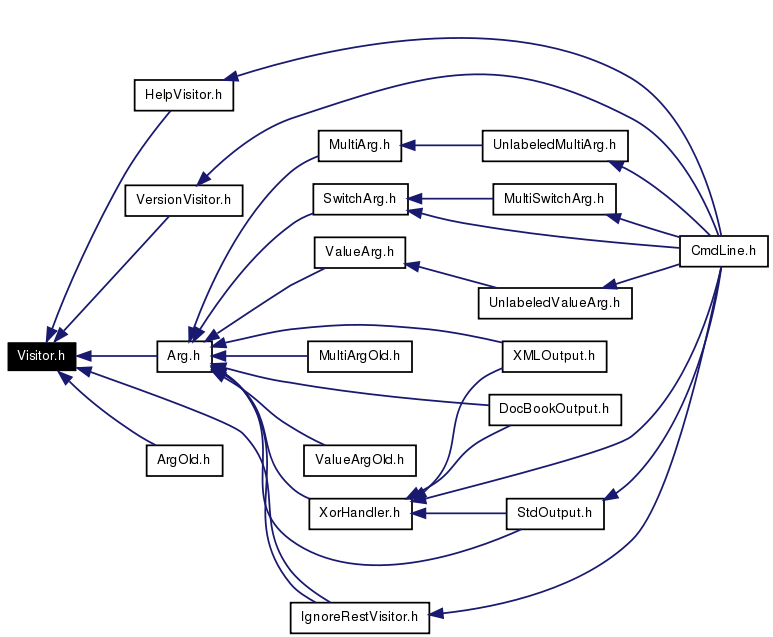 HelpVisitor.h
MultiArg.h
UnlabeledMultiArg.h
VersionVisitor.h
SwitchArg.h
MultiSwitchArg.h
ValueArg.h
CmdLine.h
UnlabeledValueArg.h
Visitor.h
Arg.h
MultiArgOld.h
XMLOutput.h
DocBookOutput.h
ArgOld.h
ValueArgOld.h
XorHandler.h
StdOutput.h
IgnoreRestVisitor.h